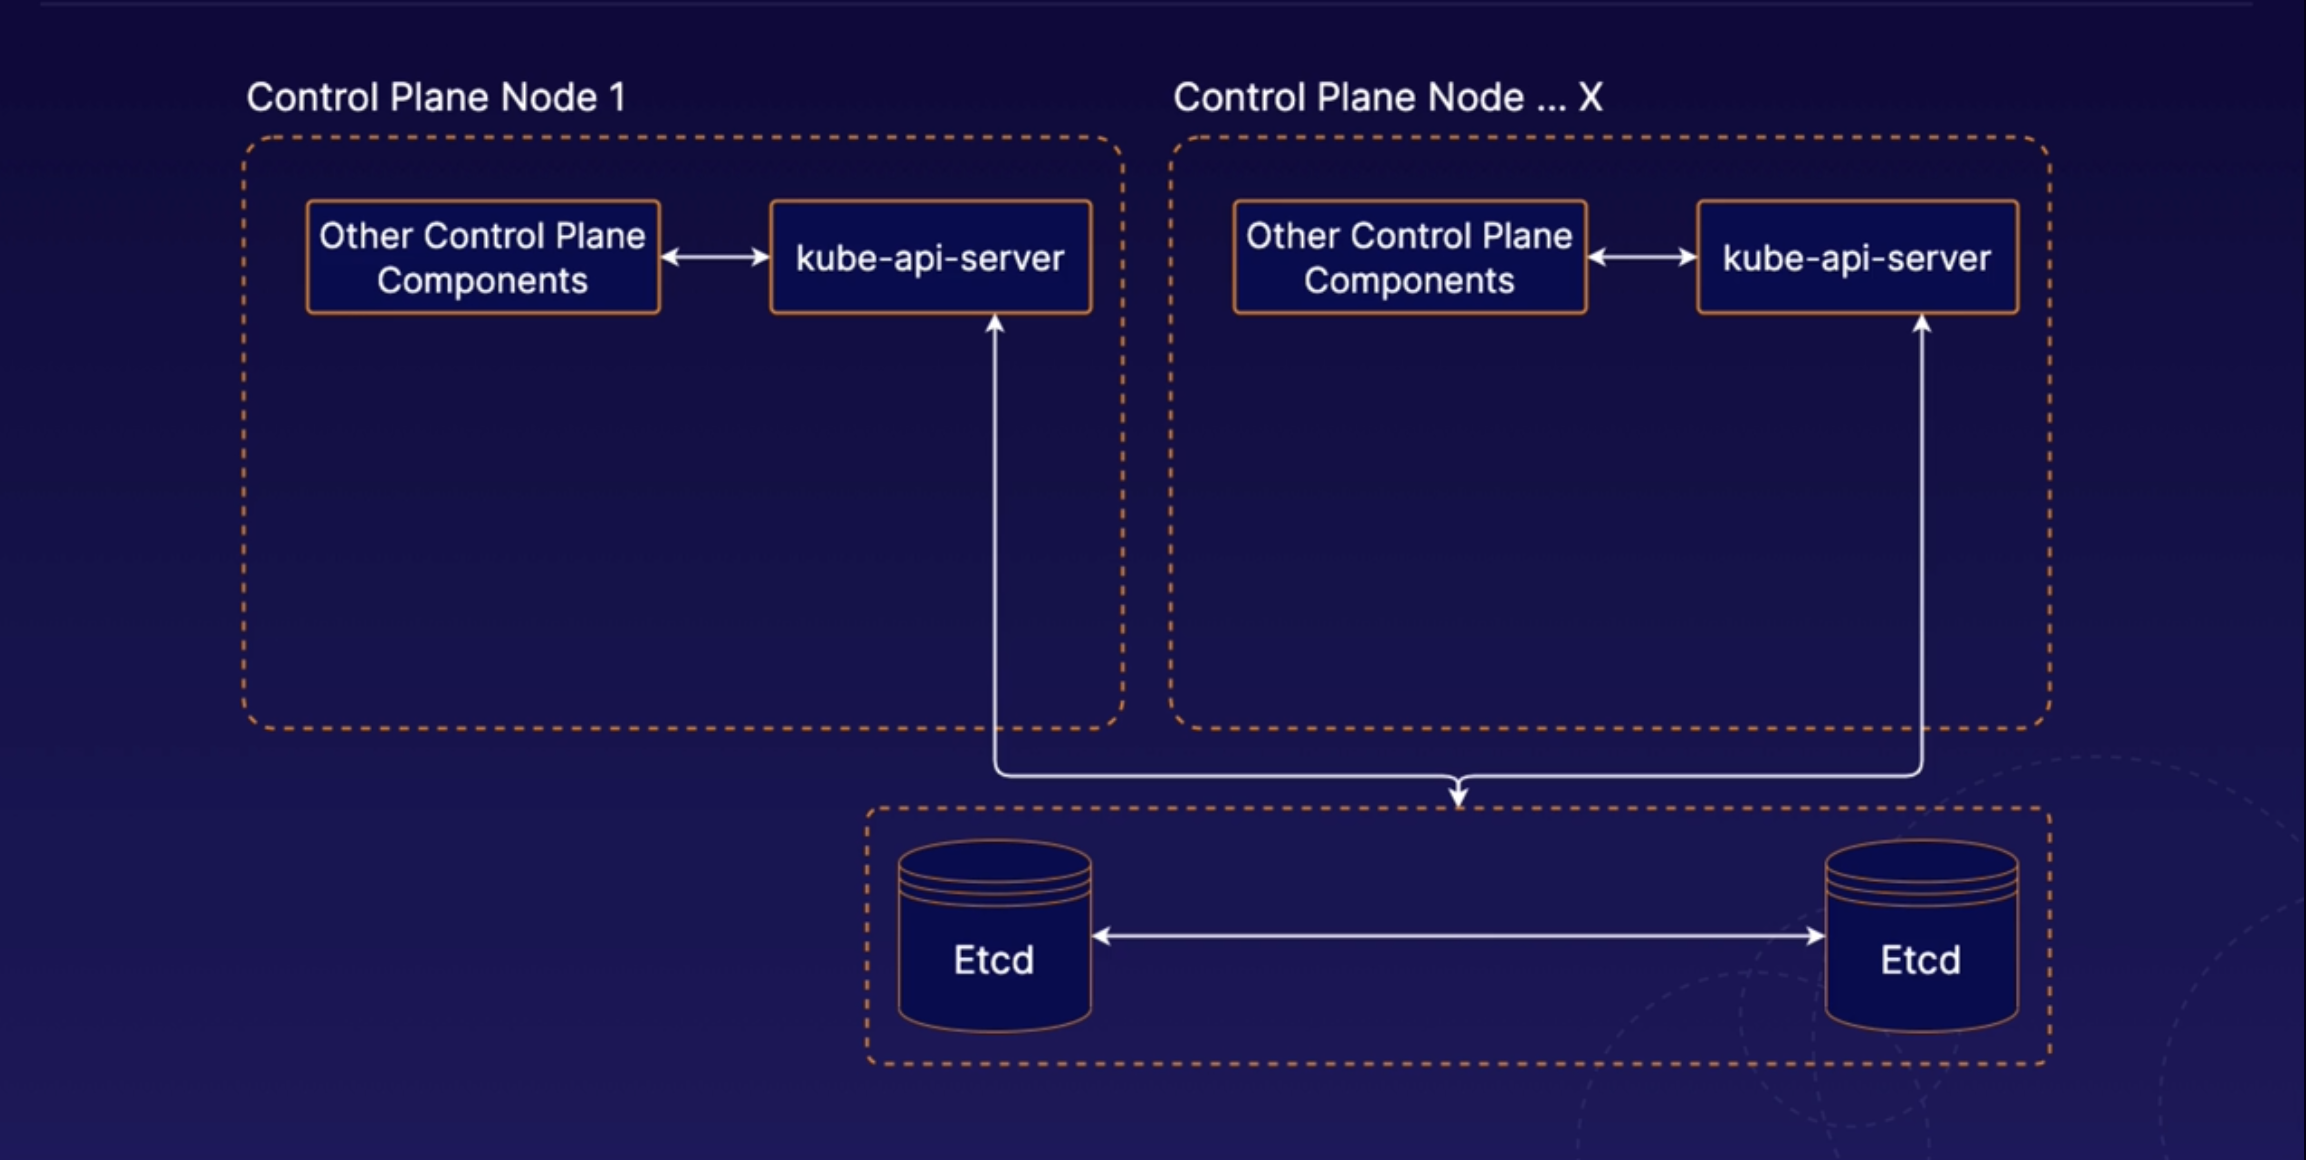 Control Plane Node 1
Control Plane Node ... X
Other Control Plane
Components
kube-api-server
Other Control Plane
Components
kube-api-server
Etcd
Etcd